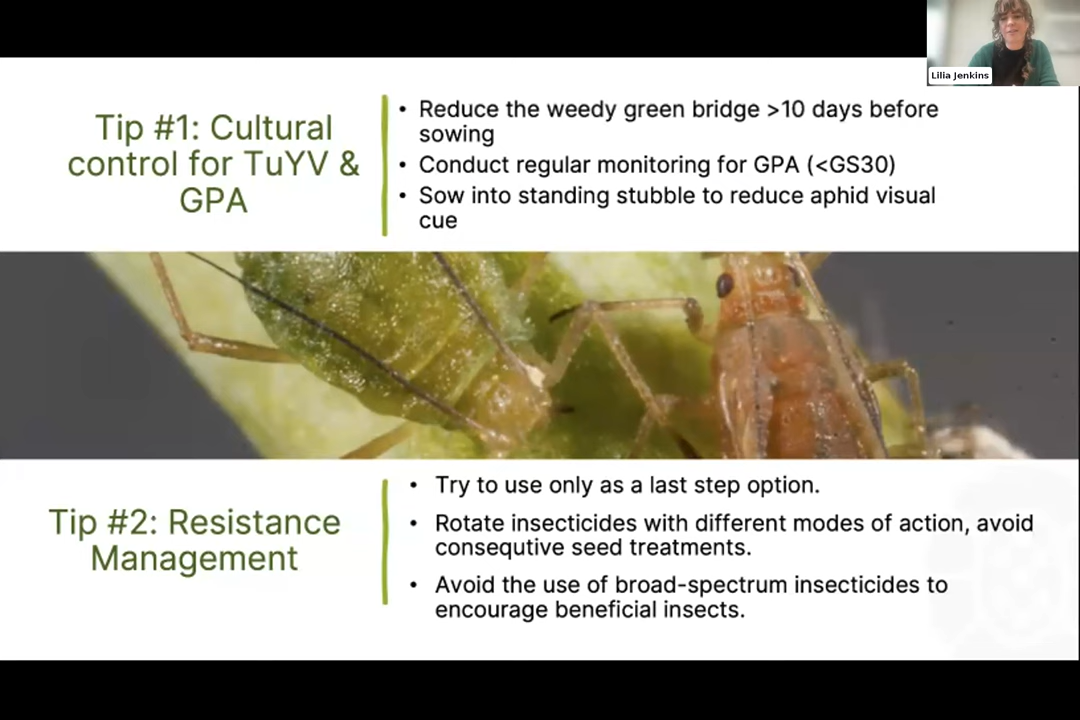 Lilia Jenkins
Tip #1: Cultural
control for TuYV &
GPA
• Reduce the weedy green bridge >10 days before
sowing
• Conduct regular monitoring for GPA (<GS30)
• Sow into standing stubble to reduce aphid visual
cue
Tip #2: Resistance
Management
• Try to use only as a last step option.
• Rotate insecticides with different modes of action, avoid
consequtive seed treatments.
• Avoid the use of broad-spectrum insecticides to
encourage beneficial insects.